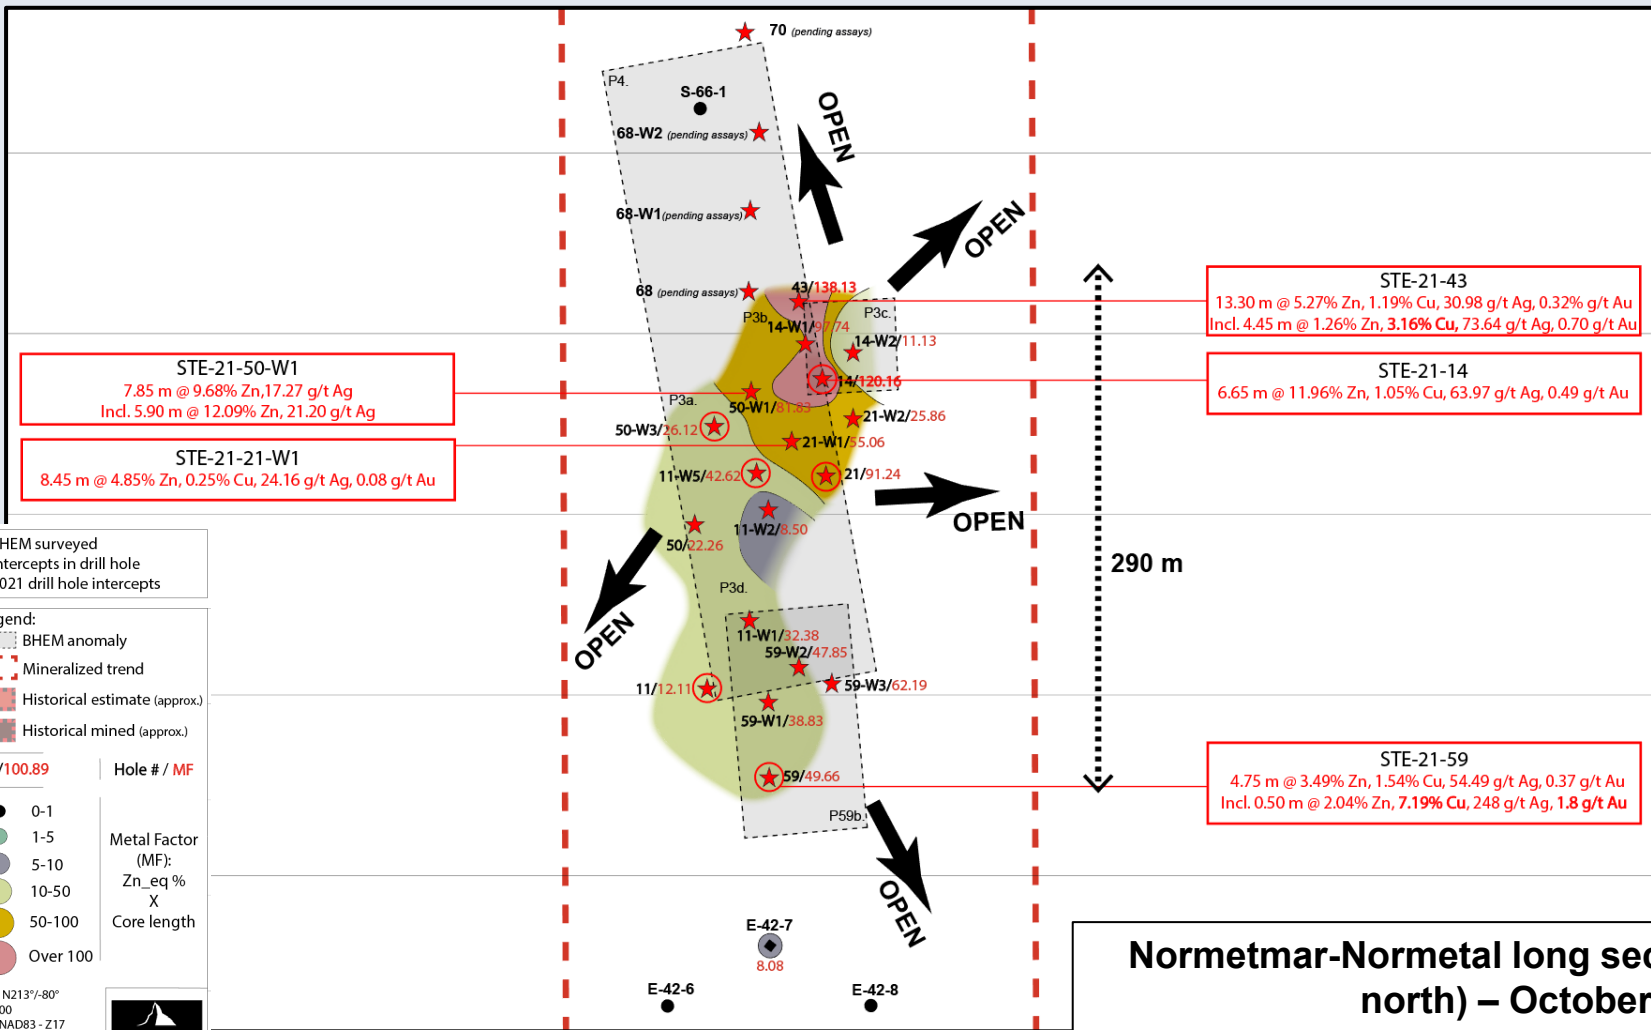 70 (pending assays)
P4.
S-66-1
68-W2 (pending assays)
OPEN
68-W1(pending assays)
OPEN
68 (pending assays)
43/138.13
P3b.
P3c.
14-W1/97.74
14-W2/11.13
14/120.16
STE-21-43
13.30 m @ 5.27% Zn, 1.19% Cu, 30.98 g/t Ag, 0.32% g/t Au
Incl. 4.45 m @ 1.26% Zn, 3.16% Cu, 73.64 g/t Ag, 0.70 g/t Au
STE-21-50-W1
7.85 m @ 9.68% Zn,17.27 g/t Ag
Incl. 5.90 m @ 12.09% Zn, 21.20 g/t Ag
STE-21-14
6.65 m @ 11.96% Zn, 1.05% Cu, 63.97 g/t Ag, 0.49 g/t Au
P3a.
50-W1/81.83
50-W3/26.12
21-W2/25.86
21-W1/55.06
STE-21-21-W1
8.45 m @ 4.85% Zn, 0.25% Cu, 24.16 g/t Ag, 0.08 g/t Au
11-W5/42.62
21/91.24
OPEN
11-W2/8.50
50/22.26
290 m
OPEN
P3d.
11-W1/32.38
59-W2/47.85
11/12.11
59-W3/62.19
59-W1/38.83
59/49.66
P59b.
STE-21-59
4.75 m @ 3.49% Zn, 1.54% Cu, 54.49 g/t Ag, 0.37 g/t Au
Incl. 0.50 m @ 2.04% Zn, 7.19% Cu, 248 g/t Ag, 1.8 g/t Au
OPEN
E-42-7
8.08
E-42-6
E-42-8
HEM surveyed
ntercepts in drill hole
021 drill hole intercepts
gend:
BHEM anomaly
Mineralized trend
Historical estimate (approx.)
Historical mined (approx.)
/100.89
Hole # / MF
0-1
1-5
5-10
10-50
50-100
Over 100
Metal Factor
(MF):
Zn_eq %
X
Core length
N213°/-80°
00
NAD83 - Z17
Normetmar-Normetal long sec
north) – October